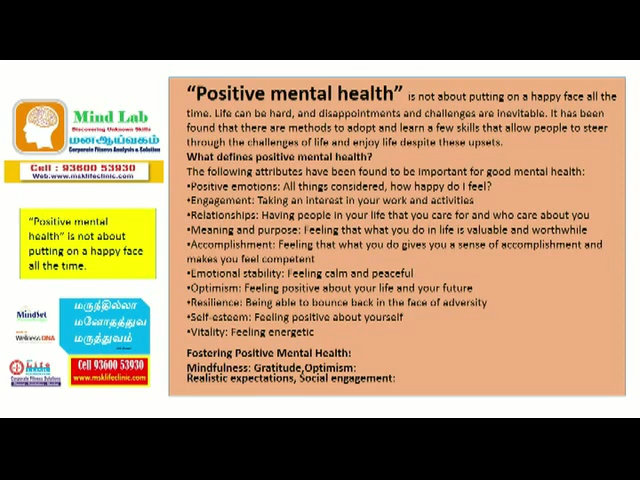 Mind Lab
Discovering Unknown Skills
மனஆய்வகம்
Corporate Fitness Analysis & Solution
Cell : 93600 53930
Web.www.msklifeclinic.com
"Positive mental
health" is not about
putting on a happy face
all the time.
MindSet
WellnessDNA
மருந்தில்லா
மனோதத்துவ
மருத்துவம்
Life
Corporate Fitness Solutions
Cell 93600 53930
www.msklifeclinic.com
"Positive mental health" is not about putting on a happy face all the
time. Life can be hard, and disappointments and challenges are inevitable. It has been
found that there are methods to adopt and learn a few skills that allow people to steer
through the challenges of life and enjoy life despite these upsets.
What defines positive mental health?
The following attributes have been found to be important for good mental health:
•Positive emotions: All things considered, how happy do I feel?
•Engagement: Taking an interest in your work and activities
•Relationships: Having people in your life that you care for and who care about you
•Meaning and purpose: Feeling that what you do in life is valuable and worthwhile
•Accomplishment: Feeling that what you do gives you a sense of accomplishment and
makes you feel competent
•Emotional stability: Feeling calm and peaceful
•Optimism: Feeling positive about your life and your future
•Resilience: Being able to bounce back in the face of adversity
•Self-esteem: Feeling positive about yourself
•Vitality: Feeling energetic
Fostering Positive Mental Health:
Mindfulness: Gratitude,Optimism:
Realistic expectations, Social engagement: